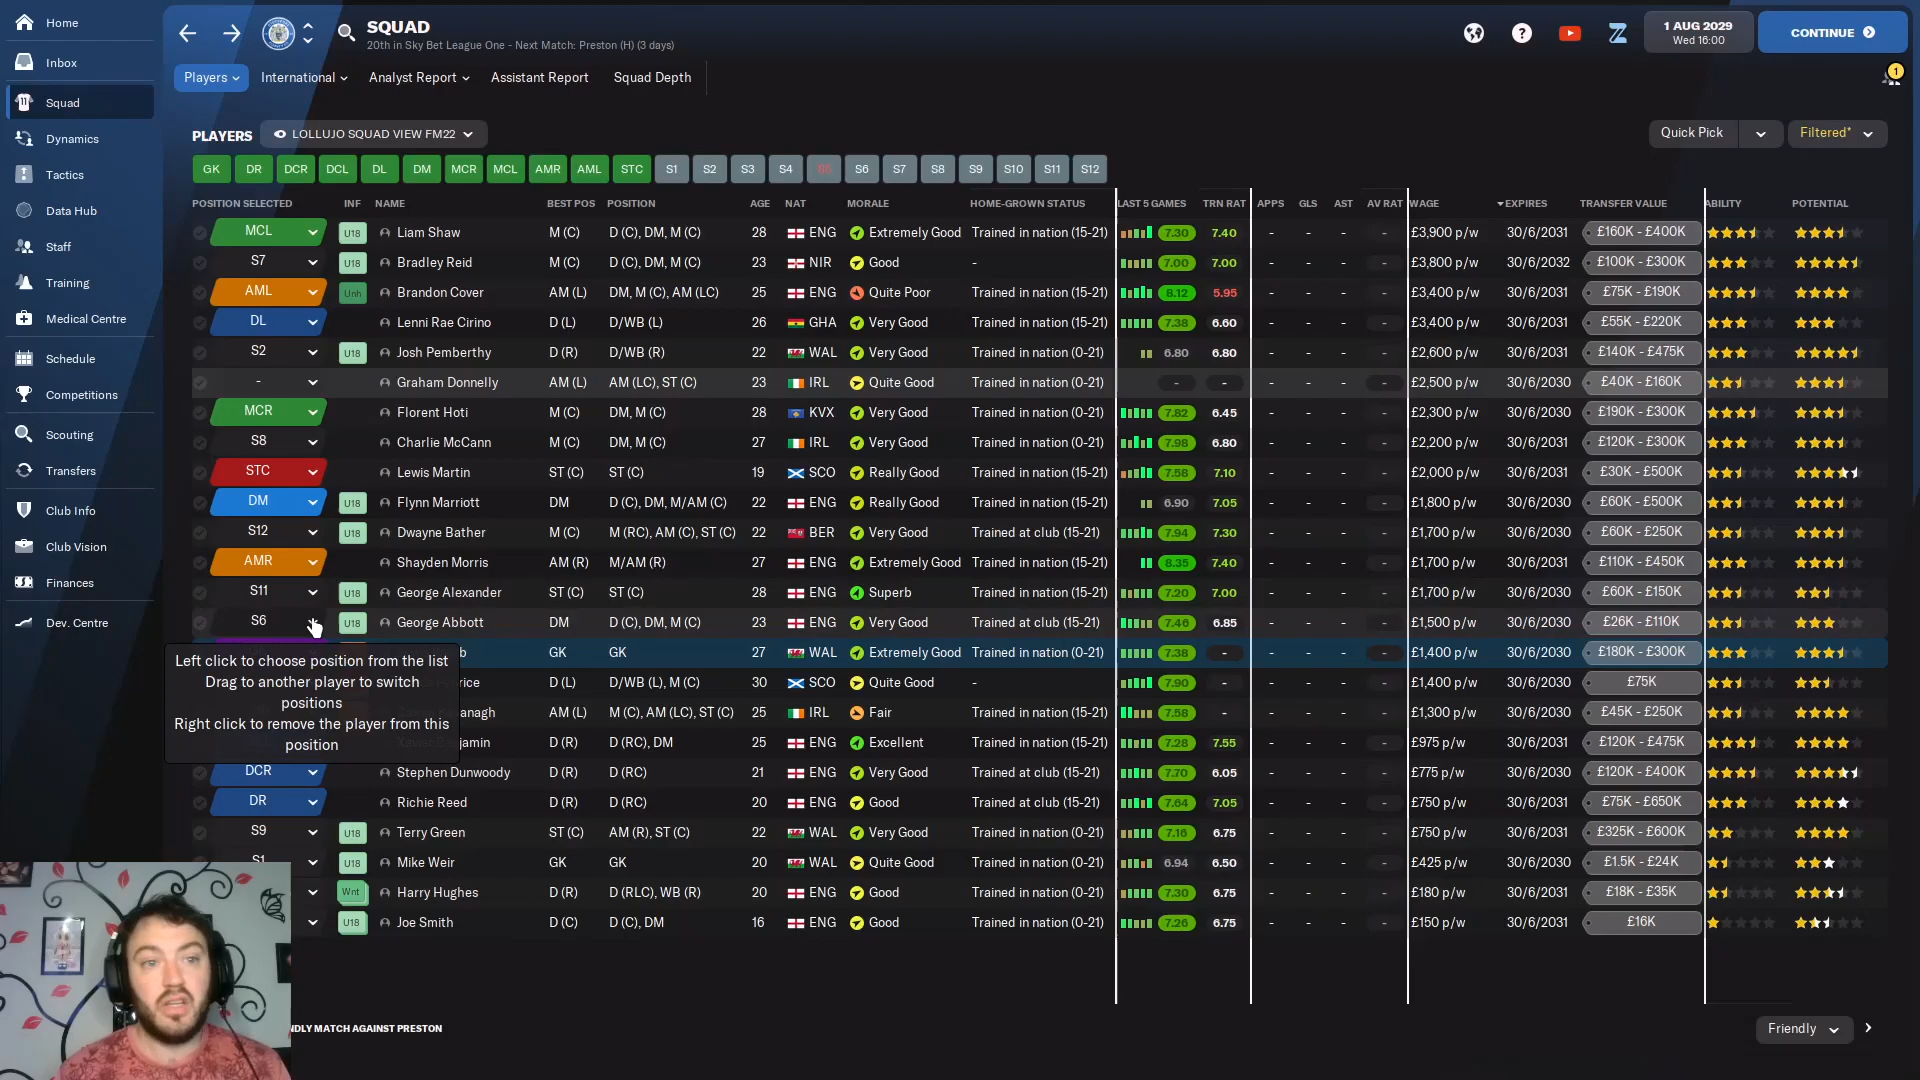 Home
Inbox
Squad
Dynamics
Tactics
Data Hub
Staff
Training
Medical Centre
Schedule
Competitions
Scouting
Transfers
Club Info
Club Vision
Finances
Dev. Centre
SQUAD
20th in Sky Bet League One - Next Match: Preston (H) (3 days)
1 AUG 2029
Wed 16:00
CONTINUE
Players International Analyst Report Assistant Report Squad Depth
1
PLAYERS LOLLUJO SQUAD VIEW FM22 Quick Pick Filtered*
GK DR DCR DCL DL DM MCR MCL AMR AML STC S1 S2 S3 S4 S5 S6 S7 S8 S9 S10 S11 S12
POSITION SELECTED INF NAME BEST POS POSITION AGE NAT MORALE HOME-GROWN STATUS LAST 5 GAMES TRN RAT APPS GLS AST AV RAT WAGE EXPIRES TRANSFER VALUE ABILITY POTENTIAL
MCL U18 Liam Shaw M (C) D (C), DM, M (C) 28 ENG Extremely Good Trained in nation (15-21) 7.30 7.40 - - - - £3,900 p/w 30/6/2031 £160K - £400K
S7 U18 Bradley Reid M (C) D (C), DM, M (C) 23 NIR Good - 7.00 7.00 - - - - £3,800 p/w 30/6/2032 £100K - £300K
AML Unh Brandon Cover AM (L) DM, M (C), AM (LC) 25 ENG Quite Poor Trained in nation (15-21) 8.12 5.95 - - - - £3,400 p/w 30/6/2031 £75K - £190K
DL Lenni Rae Cirino D (L) D/WB (L) 26 GHA Very Good Trained in nation (15-21) 7.38 6.60 - - - - £3,400 p/w 30/6/2031 £55K - £220K
S2 U18 Josh Pemberthy D (R) D/WB (R) 22 WAL Very Good Trained in nation (0-21) 6.80 6.80 - - - - £2,600 p/w 30/6/2031 £140K - £475K
- Graham Donnelly AM (L) AM (LC), ST (C) 23 IRL Quite Good Trained in nation (0-21) - - - - - - £2,500 p/w 30/6/2030 £40K - £160K
MCR Florent Hoti M (C) DM, M (C) 28 KVX Very Good Trained in nation (0-21) 7.82 6.45 - - - - £2,300 p/w 30/6/2030 £190K - £300K
S8 Charlie McCann M (C) DM, M (C) 27 IRL Very Good Trained in nation (0-21) 7.98 6.80 - - - - £2,200 p/w 30/6/2031 £120K - £300K
STC Lewis Martin ST (C) ST (C) 19 SCO Really Good Trained in nation (15-21) 7.58 7.10 - - - - £2,000 p/w 30/6/2031 £30K - £500K
DM U18 Flynn Marriott DM D (C), DM, M/AM (C) 22 ENG Really Good Trained in nation (15-21) 6.90 7.05 - - - - £1,800 p/w 30/6/2030 £60K - £500K
S12 U18 Dwayne Bather M (C) M (RC), AM (C), ST (C) 22 BER Very Good Trained at club (15-21) 7.94 7.30 - - - - £1,700 p/w 30/6/2030 £60K - £250K
AMR Shayden Morris AM (R) M/AM (R) 27 ENG Extremely Good Trained in nation (15-21) 8.35 7.40 - - - - £1,700 p/w 30/6/2031 £110K - £450K
S11 U18 George Alexander ST (C) ST (C) 28 ENG Superb Trained in nation (15-21) 7.20 7.00 - - - - £1,700 p/w 30/6/2031 £60K - £150K
S6 U18 George Abbott DM D (C), DM, M (C) 23 ENG Very Good Trained at club (15-21) 7.46 6.85 - - - - £1,500 p/w 30/6/2030 £26K - £110K
b GK GK 27 WAL Extremely Good Trained in nation (0-21) 7.38 - - - - - £1,400 p/w 30/6/2030 £180K - £300K
rice D (L) D/WB (L), M (C) 30 SCO Quite Good - 7.90 - - - - - £1,400 p/w 30/6/2030 £75K
anagh AM (L) M (C), AM (LC), ST (C) 25 IRL Fair Trained in nation (15-21) 7.58 - - - - - £1,300 p/w 30/6/2030 £45K - £250K
jamin D (R) D (RC), DM 25 ENG Excellent Trained in nation (15-21) 7.28 7.55 - - - - £975 p/w 30/6/2031 £120K - £475K
Left click to choose position from the list
Drag to another player to switch
positions
Right click to remove the player from this
position
DCR Stephen Dunwoody D (R) D (RC) 21 ENG Very Good Trained at club (15-21) 7.70 6.05 - - - - £775 p/w 30/6/2030 £120K - £400K
DR Richie Reed D (R) D (RC) 20 ENG Good Trained at club (15-21) 7.64 7.05 - - - - £750 p/w 30/6/2031 £75K - £650K
S9 U18 Terry Green ST (C) AM (R), ST (C) 22 WAL Very Good Trained in nation (0-21) 7.16 6.75 - - - - £750 p/w 30/6/2031 £325K - £600K
S1 U18 Mike Weir GK GK 20 WAL Quite Good Trained in nation (0-21) 6.94 6.50 - - - - £425 p/w 30/6/2030 £1.5K - £24K
Wnt Harry Hughes D (R) D (RLC), WB (R) 20 ENG Good Trained in nation (0-21) 7.30 6.75 - - - - £180 p/w 30/6/2031 £18K - £35K
U18 Joe Smith D (C) D (C), DM 16 ENG Good Trained in nation (0-21) 7.26 6.75 - - - - £150 p/w 30/6/2031 £16K
NDLY MATCH AGAINST PRESTON Friendly